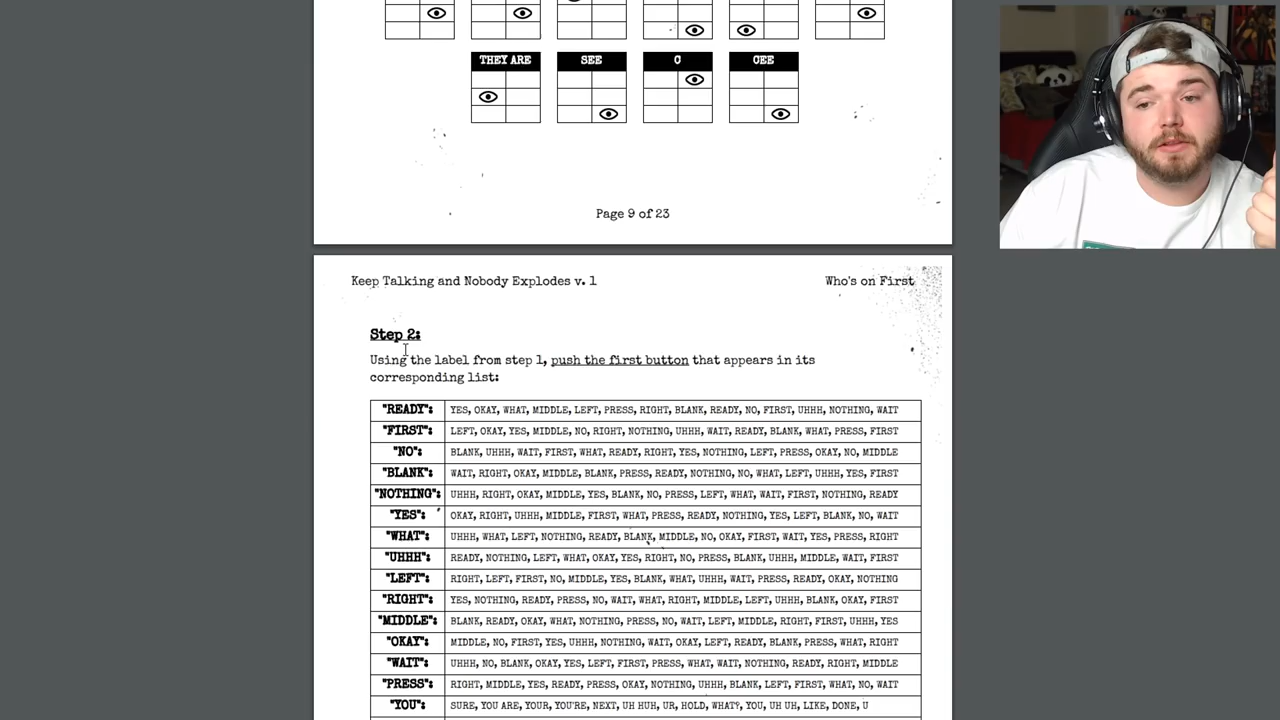 THEY ARE SEE C CEE
Page 9 of 23
Keep Talking and Nobody Explodes v. 1 Who's on First
Step 2:
Using the label from step 1, push the first button that appears in its
corresponding list:
"READY": YES, OKAY, WHAT, MIDDLE, LEFT, PRESS, RIGHT, BLANK, READY, NO, FIRST, UHHH, NOTHING, WAIT
"FIRST": LEFT, OKAY, YES, MIDDLE, NO, RIGHT, NOTHING, UHHH, WAIT, READY, BLANK, WHAT, PRESS, FIRST
"NO": BLANK, UHHH, WAIT, FIRST, WHAT, READY, RIGHT, YES, NOTHING, LEFT, PRESS, OKAY, NO, MIDDLE
"BLANK": WAIT, RIGHT, OKAY, MIDDLE, BLANK, PRESS, READY, NOTHING, NO, WHAT, LEFT, UHHH, YES, FIRST
"NOTHING": UHHH, RIGHT, OKAY, MIDDLE, YES, BLANK, NO, PRESS, LEFT, WHAT, WAIT, FIRST, NOTHING, READY
"YES": OKAY, RIGHT, UHHH, MIDDLE, FIRST, WHAT, PRESS, READY, NOTHING, YES, LEFT, BLANK, NO, WAIT
"WHAT": UHHH, WHAT, LEFT, NOTHING, READY, BLANK, MIDDLE, NO, OKAY, FIRST, WAIT, YES, PRESS, RIGHT
"UHHH": READY, NOTHING, LEFT, WHAT, OKAY, YES, RIGHT, NO, PRESS, BLANK, UHHH, MIDDLE, WAIT, FIRST
"LEFT": RIGHT, LEFT, FIRST, NO, MIDDLE, YES, BLANK, WHAT, UHHH, WAIT, PRESS, READY, OKAY, NOTHING
"RIGHT": YES, NOTHING, READY, PRESS, NO, WAIT, WHAT, RIGHT, MIDDLE, LEFT, UHHH, BLANK, OKAY, FIRST
"MIDDLE": BLANK, READY, OKAY, WHAT, NOTHING, PRESS, NO, WAIT, LEFT, MIDDLE, RIGHT, FIRST, UHHH, YES
"OKAY": MIDDLE, NO, FIRST, YES, UHHH, NOTHING, WAIT, OKAY, LEFT, READY, BLANK, PRESS, WHAT, RIGHT
"WAIT": UHHH, NO, BLANK, OKAY, YES, LEFT, FIRST, PRESS, WHAT, WAIT, NOTHING, READY, RIGHT, MIDDLE
"PRESS": RIGHT, MIDDLE, YES, READY, PRESS, OKAY, NOTHING, UHHH, BLANK, LEFT, FIRST, WHAT, NO, WAIT
"YOU": SURE, YOU ARE, YOUR, YOU'RE, NEXT, UH HUH, UR, HOLD, WHAT?, YOU, UH UH, LIKE, DONE, U